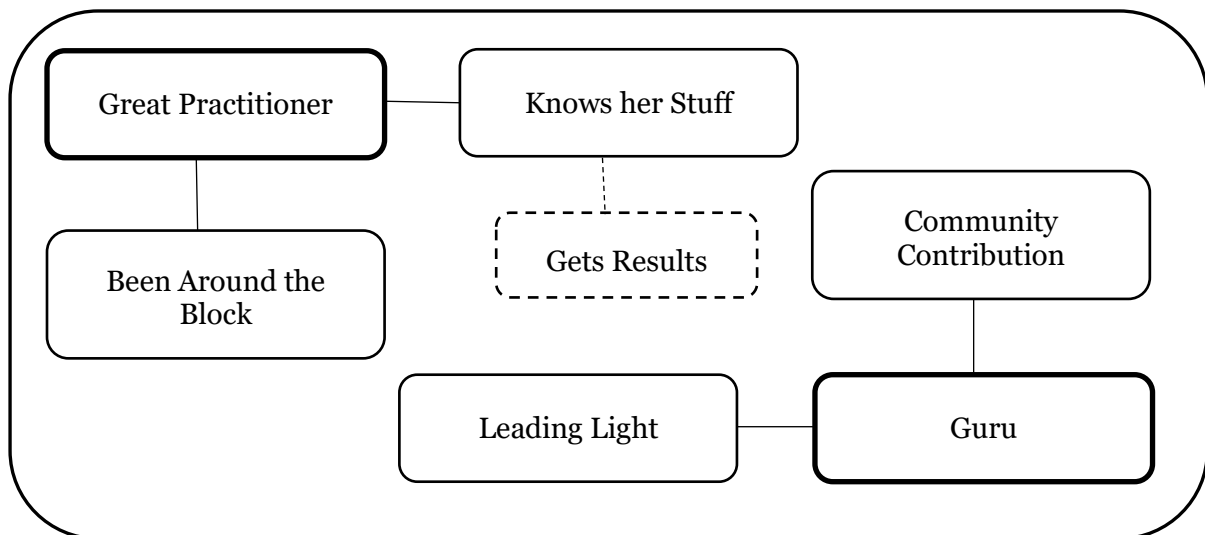 Great Practitioner
Knows her Stuff
Been Around the
Block
Gets Results
Community
Contribution
Leading Light
Guru